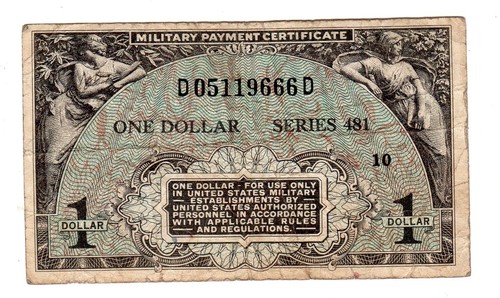 MILITARY PAYMENT CERTIFICATE
D05119666D
ONE DOLLAR SERIES 481
10
ONE DOLLAR - FOR USE ONLY
IN UNITED STATES MILITARY
ESTABLISHMENTS BY
UNITED STATES AUTHORIZED
PERSONNEL IN ACCORDANCE
WITH APPLICABLE RULES
AND REGULATIONS.
1 DOLLAR
1 DOLLAR